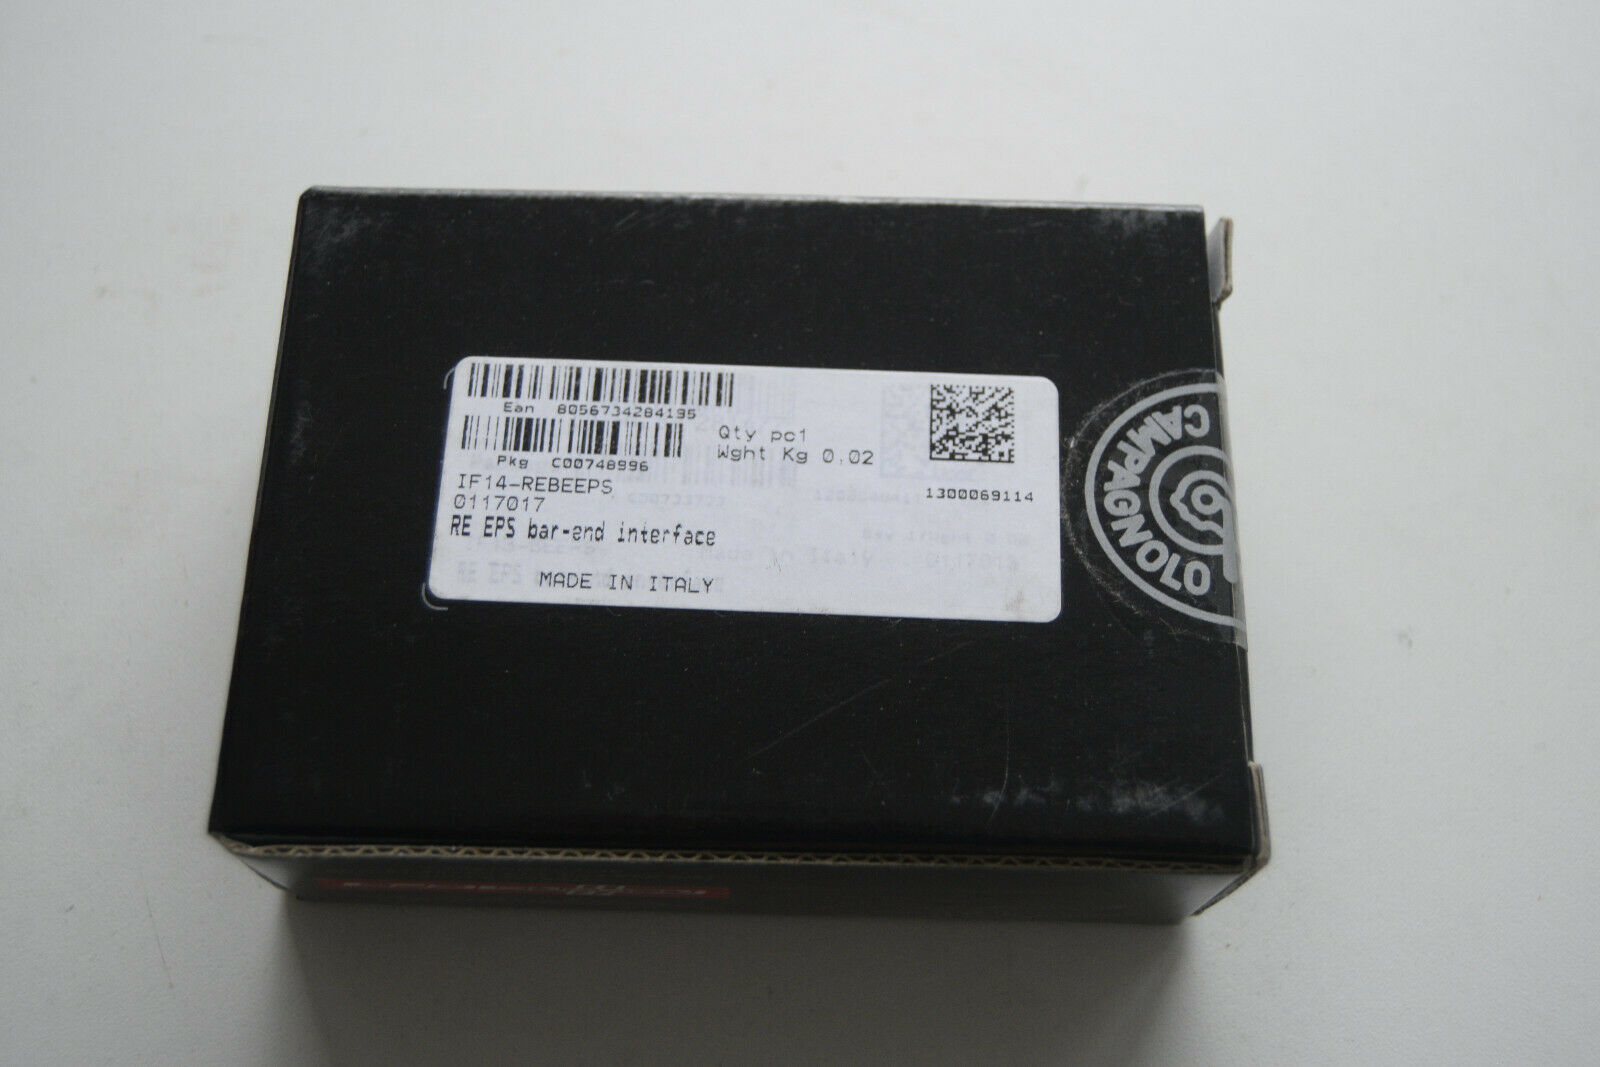 Ean 8056734284195
Pkg C00748996
Qty pc1
Wght Kg 0,02
1300069114
IF14-REBEEPS
0117017
RE EPS bar-end interface
MADE IN ITALY
CAMPAGNOLO